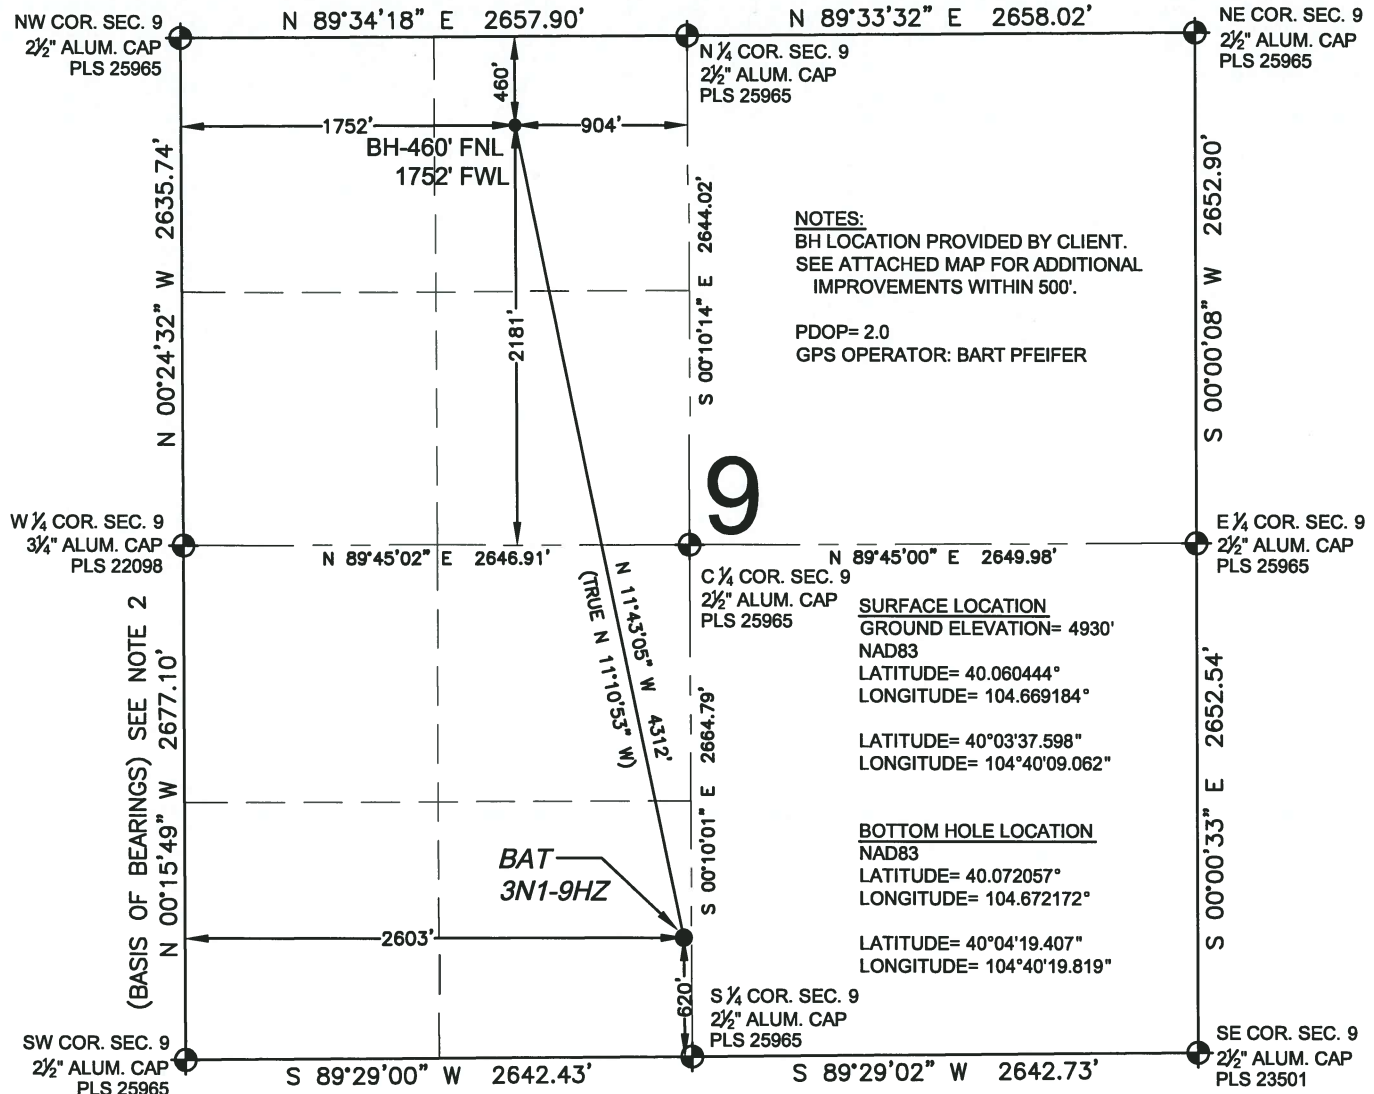 NW COR. SEC. 9
2½" ALUM. CAP
PLS 25965
N 89°34'18" E 2657.90'
N 89°33'32" E 2658.02'
NE COR. SEC. 9
2½" ALUM. CAP
PLS 25965
N ¼ COR. SEC. 9
2½" ALUM. CAP
PLS 25965
460'
1752'
904'
BH-460' FNL
1752' FWL
N 00°24'32" W 2635.74'
2181'
S 00°10'14" E 2644.02'
S 00°00'08" W 2652.90'
NOTES:
BH LOCATION PROVIDED BY CLIENT.
SEE ATTACHED MAP FOR ADDITIONAL
IMPROVEMENTS WITHIN 500'.
PDOP= 2.0
GPS OPERATOR: BART PFEIFER
9
W ¼ COR. SEC. 9
3¼" ALUM. CAP
PLS 22098
N 89°45'02" E 2646.91'
N 89°45'00" E 2649.98'
E ¼ COR. SEC. 9
2½" ALUM. CAP
PLS 25965
C ¼ COR. SEC. 9
2½" ALUM. CAP
PLS 25965
N 11°43'05" W 4312'
(TRUE N 11°10'53" W)
SURFACE LOCATION
GROUND ELEVATION= 4930'
NAD83
LATITUDE= 40.060444°
LONGITUDE= 104.669184°
LATITUDE= 40°03'37.598"
LONGITUDE= 104°40'09.062"
(BASIS OF BEARINGS) SEE NOTE 2
N 00°15'49" W 2677.10'
S 00°10'01" E 2664.79'
S 00°00'33" E 2652.54'
BOTTOM HOLE LOCATION
NAD83
LATITUDE= 40.072057°
LONGITUDE= 104.672172°
LATITUDE= 40°04'19.407"
LONGITUDE= 104°40'19.819"
BAT
3N1-9HZ
2603'
620'
S ¼ COR. SEC. 9
2½" ALUM. CAP
PLS 25965
SW COR. SEC. 9
2½" ALUM. CAP
PLS 25965
S 89°29'00" W 2642.43'
S 89°29'02" W 2642.73'
SE COR. SEC. 9
2½" ALUM. CAP
PLS 23501